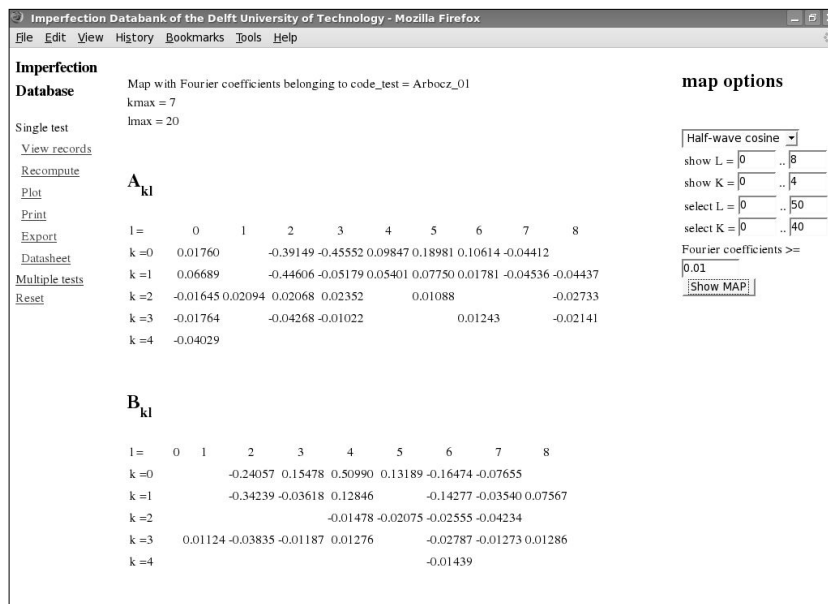 Imperfection Databank of the Delft University of Technology - Mozilla Firefox
File Edit View History Bookmarks Tools Help
Imperfection
Database
Single test
View records
Recompute
Plot
Print
Export
Datasheet
Multiple tests
Reset
Map with Fourier coefficients belonging to code_test = Arbocz_01
kmax = 7
lmax = 20
A kl
l = 0 1 2 3 4 5 6 7 8
k =0 0.01760 -0.39149 -0.45552 0.09847 0.18981 0.10614 -0.04412
k =1 0.06689 -0.44606 -0.05179 0.05401 0.07750 0.01781 -0.04536 -0.04437
k =2 -0.01645 0.02094 0.02068 0.02352 0.01088 -0.02733
k =3 -0.01764 -0.04268 -0.01022 0.01243 -0.02141
k =4 -0.04029
B kl
l = 0 1 2 3 4 5 6 7 8
k =0 -0.24057 0.15478 0.50990 0.13189 -0.16474 -0.07655
k =1 -0.34239 -0.03618 0.12846 -0.14277 -0.03540 0.07567
k =2 -0.01478 -0.02075 -0.02555 -0.04234
k =3 0.01124 -0.03835 -0.01187 0.01276 -0.02787 -0.01273 0.01286
k =4 -0.01439
map options
Half-wave cosine
show L = 0 .. 8
show K = 0 .. 4
select L = 0 .. 50
select K = 0 .. 40
Fourier coefficients >=
0.01
Show MAP